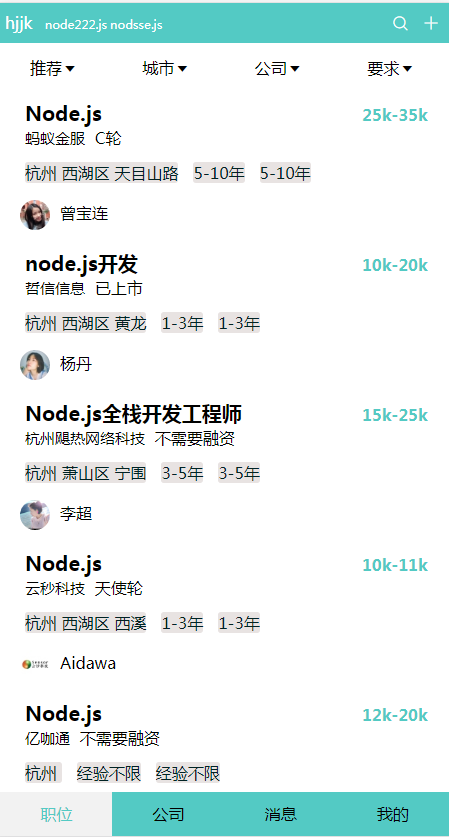 hjjk node222.js nodsse.js
推荐 城市 公司 要求
Node.js 25k-35k
蚂蚁金服 C轮
杭州 西湖区 天目山路 5-10年 5-10年
曾宝连
node.js开发 10k-20k
哲信信息 已上市
杭州 西湖区 黄龙 1-3年 1-3年
杨丹
Node.js全栈开发工程师 15k-25k
杭州飓热网络科技 不需要融资
杭州 萧山区 宁围 3-5年 3-5年
李超
Node.js 10k-11k
云秒科技 天使轮
杭州 西湖区 西溪 1-3年 1-3年
Aidawa
Node.js 12k-20k
亿咖通 不需要融资
杭州 经验不限 经验不限
职位 公司 消息 我的